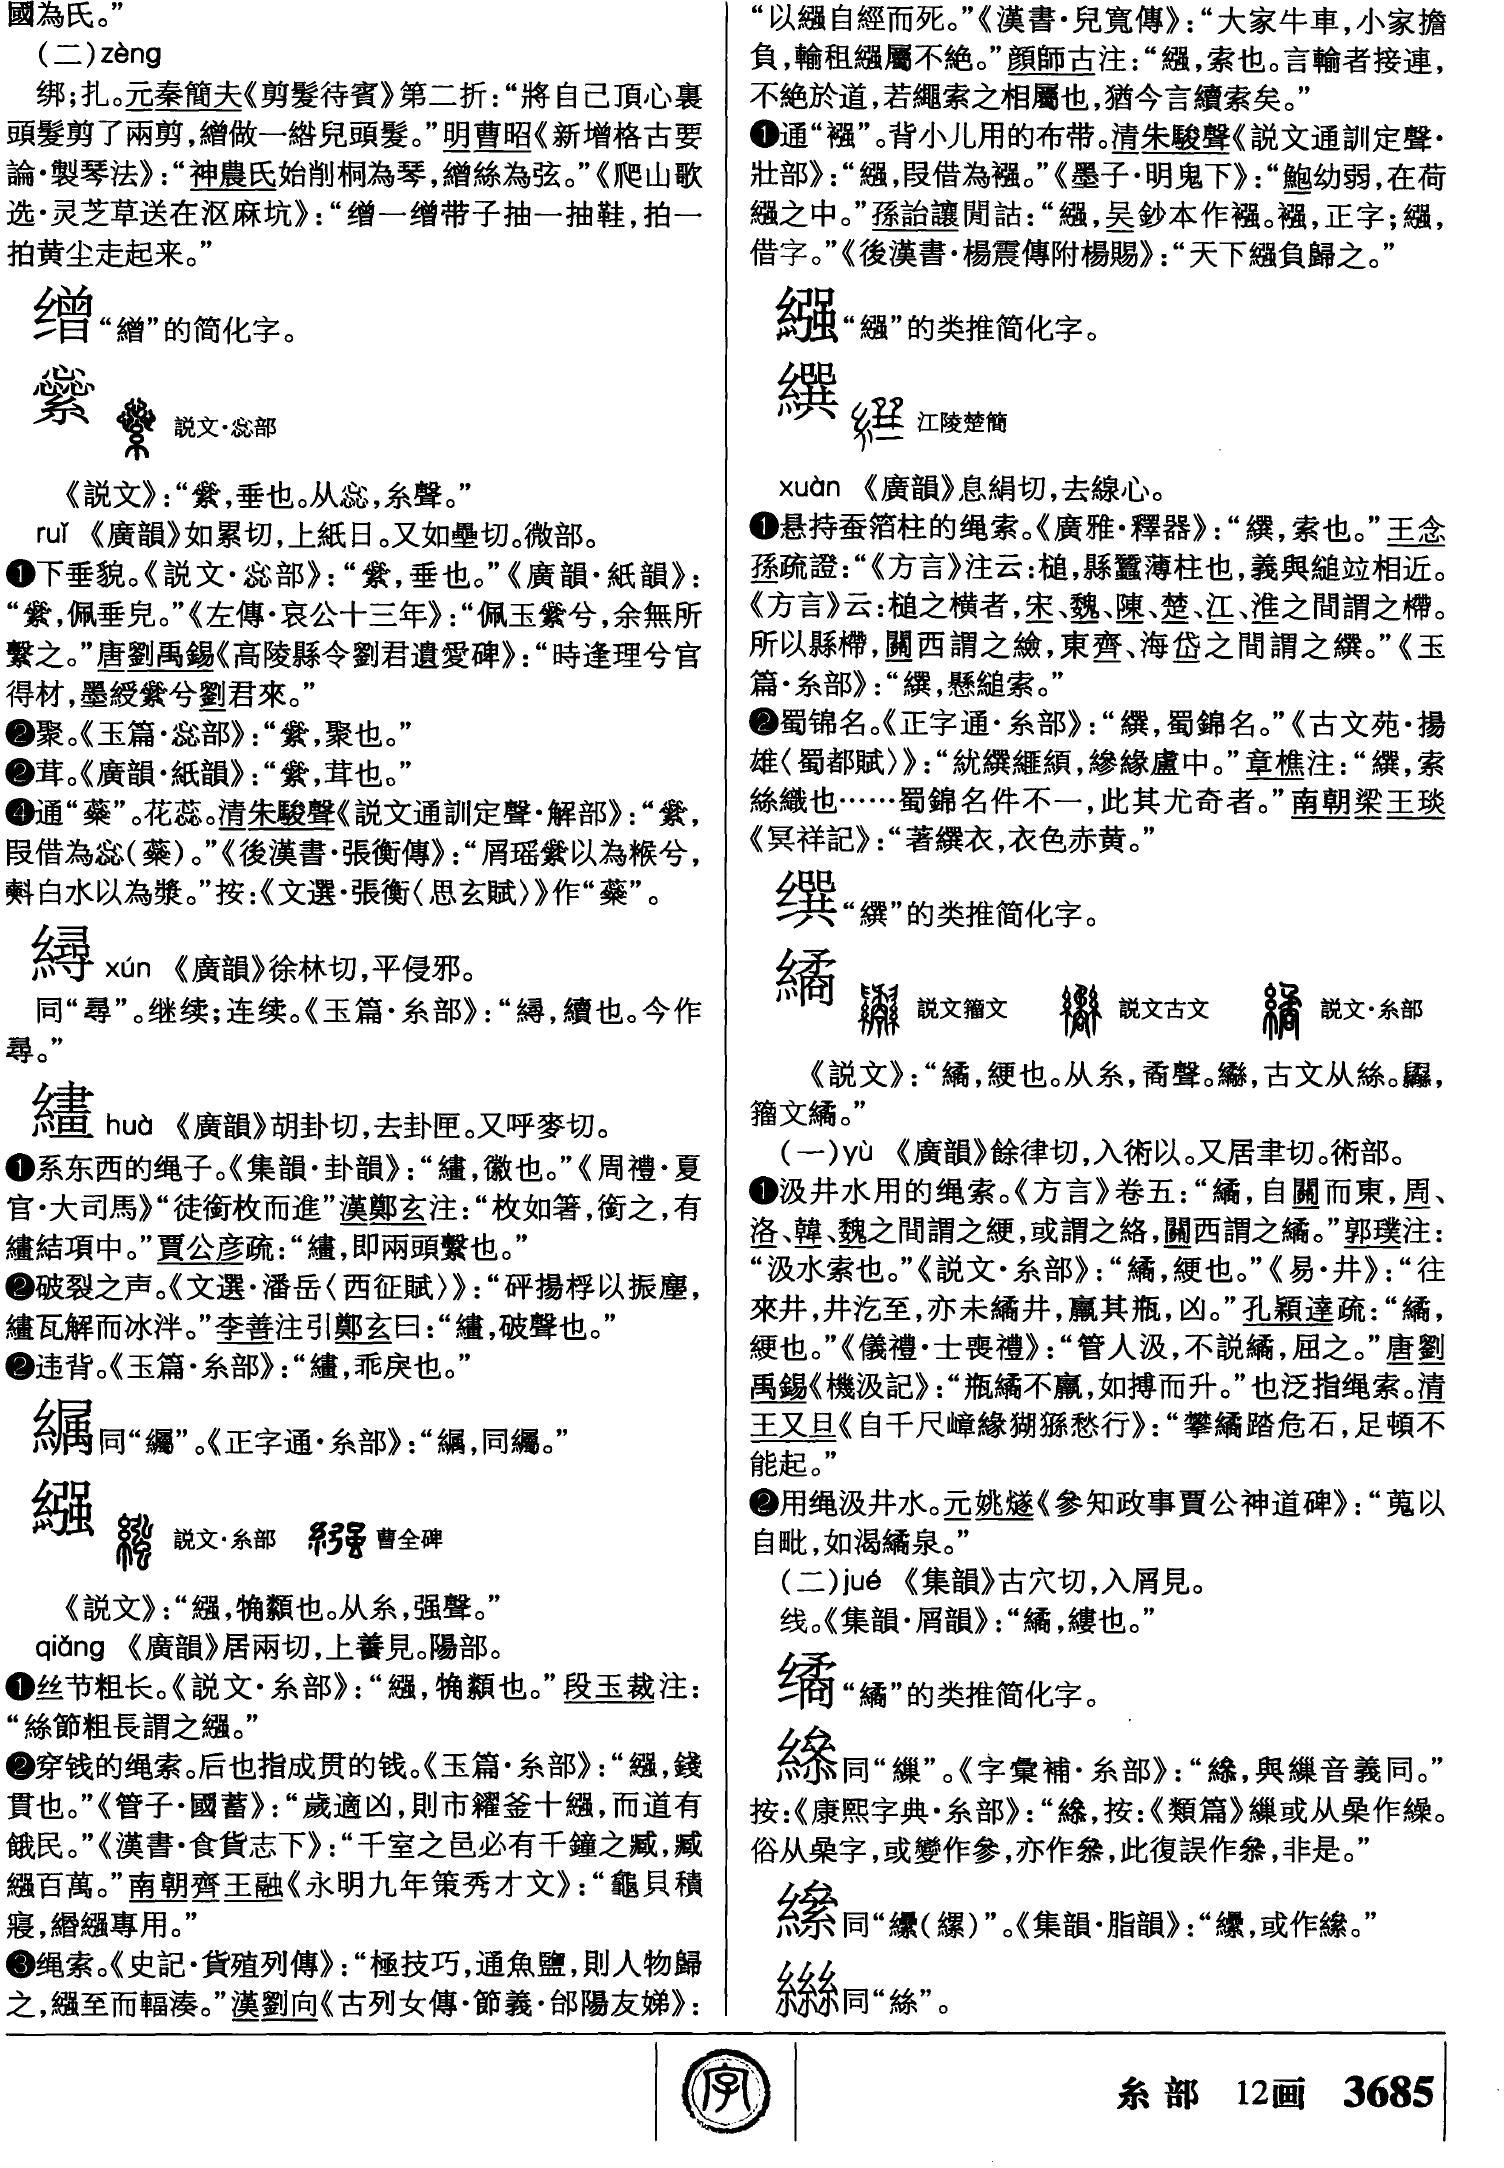 國為氏。”
（二）zèng
绑；扎。元秦簡夫《剪髮待賓》第二折：“將自己頂心裏
頭髮剪了兩剪，繒做一綹兒頭髮。”明曹昭《新增格古要
論·製琴法》：“神農氏始削桐為琴，繒絲為弦。”《爬山歌
选·灵芝草送在沤麻坑》：“缯一缯带子抽一抽鞋，拍一
拍黄尘走起来。”
缯“繒”的简化字。
繠 説文·惢部
《説文》：“繠，垂也。从惢，糸聲。”
ruǐ 《廣韻》如累切，上紙日。又如壘切。微部。
❶下垂貌。《説文·惢部》：“繠，垂也。”《廣韻·紙韻》：
“繠，佩垂皃。”《左傳·哀公十三年》：“佩玉繠兮，余無所
繫之。”唐劉禹錫《高陵縣令劉君遺愛碑》：“時逢理兮官
得材，墨綬繠兮劉君來。”
❷聚。《玉篇·惢部》：“繠，聚也。”
❷茸。《廣韻·紙韻》：“繠，茸也。”
❹通“蘂”。花蕊。清朱駿聲《説文通訓定聲·解部》：“繠，
叚借為惢（蘂）。”《後漢書·張衡傳》：“屑瑶繠以為糇兮，
㪺白水以為漿。”按：《文選·張衡〈思玄賦〉》作“蘂”。
繜 xún 《廣韻》徐林切，平侵邪。
同“尋”。继续；连续。《玉篇·糸部》：“，續也。今作
尋。”
繣 huà 《廣韻》胡卦切，去卦匣。又呼麥切。
❶系东西的绳子。《集韻·卦韻》：“繣，徽也。”《周禮·夏
官·大司馬》“徒銜枚而進”漢鄭玄注：“枚如箸，銜之，有
繣結項中。”賈公彦疏：“繣，即兩頭繫也。”
❷破裂之声。《文選·潘岳〈西征賦〉》：“砰揚桴以振塵，
繣瓦解而冰泮。”李善注引鄭玄曰：“繣，破聲也。”
❷违背。《玉篇·糸部》：“繣，乖戾也。”
同“钃”。《正字通·糸部》：“，同。”
繦 説文·糸部 曹全碑
《説文》：“繦，觕纇也。从糸，强聲。”
qiǎng 《廣韻》居兩切，上養見。陽部。
❶丝节粗长。《説文·糸部》：“繦，觕纇也。”段玉裁注：
“絲節粗長謂之繦。”
❷穿钱的绳索。后也指成贯的钱。《玉篇·糸部》：“繦，錢
貫也。”《管子·國蓄》：“歲適凶，則市糴釜十繦，而道有
餓民。”《漢書·食貨志下》：“千室之邑必有千鐘之臧，臧
繦百萬。”南朝齊王融《永明九年策秀才文》：“龜貝積
寢，緡繦專用。”
❸绳索。《史記·貨殖列傳》：“極技巧，通魚鹽，則人物歸
之，繦至而輻湊。”漢劉向《古列女傳·節義·郃陽友娣》：
“以繦自經而死。”《漢書·兒寬傳》：“大家牛車，小家擔
負，輸租繦屬不絶。”顔師古注：“繦，索也。言輸者接連，
不絶於道，若繩索之相屬也，猶今言續索矣。”
❶通“襁”。背小儿用的布带。清朱駿聲《説文通訓定聲·
壯部》：“繦，叚借為襁。”《墨子·明鬼下》：“鮑幼弱，在荷
繦之中。”孫詒讓閒詁：“繦，吴鈔本作襁。襁，正字；繦，
借字。”《後漢書·楊震傳附楊賜》：“天下繦負歸之。”
“繦”的类推简化字。
繏 江陵楚簡
xuàn 《廣韻》息絹切，去線心。
❶悬持蚕箔柱的绳索。《廣雅·釋器》：“繏，索也。”王念
孫疏證：“《方言》注云：槌，縣蠶薄柱也，義與縋竝相近。
《方言》云：槌之横者，宋、魏、陳、楚、江、淮之間謂之㯂。
所以縣㯂，關西謂之㿌，東齊、海岱之間謂之繏。”《玉
篇·糸部》：“繏，懸縋索。”
❷蜀锦名。《正字通·糸部》：“繏，蜀錦名。”《古文苑·揚
雄〈蜀都賦〉》：“紌繏䋺䪴，縿緣盧中。”章樵注：“繏，索
絲織也……蜀錦名件不一，此其尤奇者。”南朝梁王琰
《冥祥記》：“著繏衣，衣色赤黄。”
“繏”的类推简化字。
繘 説文籀文 説文古文 説文·糸部
《説文》：“繘，綆也。从糸，矞聲。，古文从絲。，
籀文繘。”
（一）yù 《廣韻》餘律切，入術以。又居聿切。術部。
❶汲井水用的绳索。《方言》卷五：“繘，自關而東，周、
洛、韓、魏之間謂之綆，或謂之絡，關西謂之繘。”郭璞注：
“汲水索也。”《説文·糸部》：“繘，綆也。”《易·井》：“往
來井，井汔至，亦未繘井，羸其瓶，凶。”孔穎達疏：“繘，
綆也。”《儀禮·士喪禮》：“管人汲，不説繘，屈之。”唐劉
禹錫《機汲記》：“瓶繘不羸，如搏而升。”也泛指绳索。清
王又旦《自千尺嶂緣猢猻愁行》：“攀繘踏危石，足頓不
能起。”
❷用绳汲井水。元姚燧《參知政事賈公神道碑》：“蒐以
自毗，如渴繘泉。”
（二）jué 《集韻》古穴切，入屑見。
线。《集韻·屑韻》：“繘，縷也。”
“繘”的类推简化字。
同“繅”。《字彙補·糸部》：“，與繅音義同。”
按：《康熙字典·糸部》：“，按：《類篇》繅或从喿作繰。
俗从喿字，或變作參，亦作叅，此復誤作，非是。”
同“纍（缧）”。《集韻·脂韻》：“纍，或作。”
同“絲”。
糸部 12画 3685